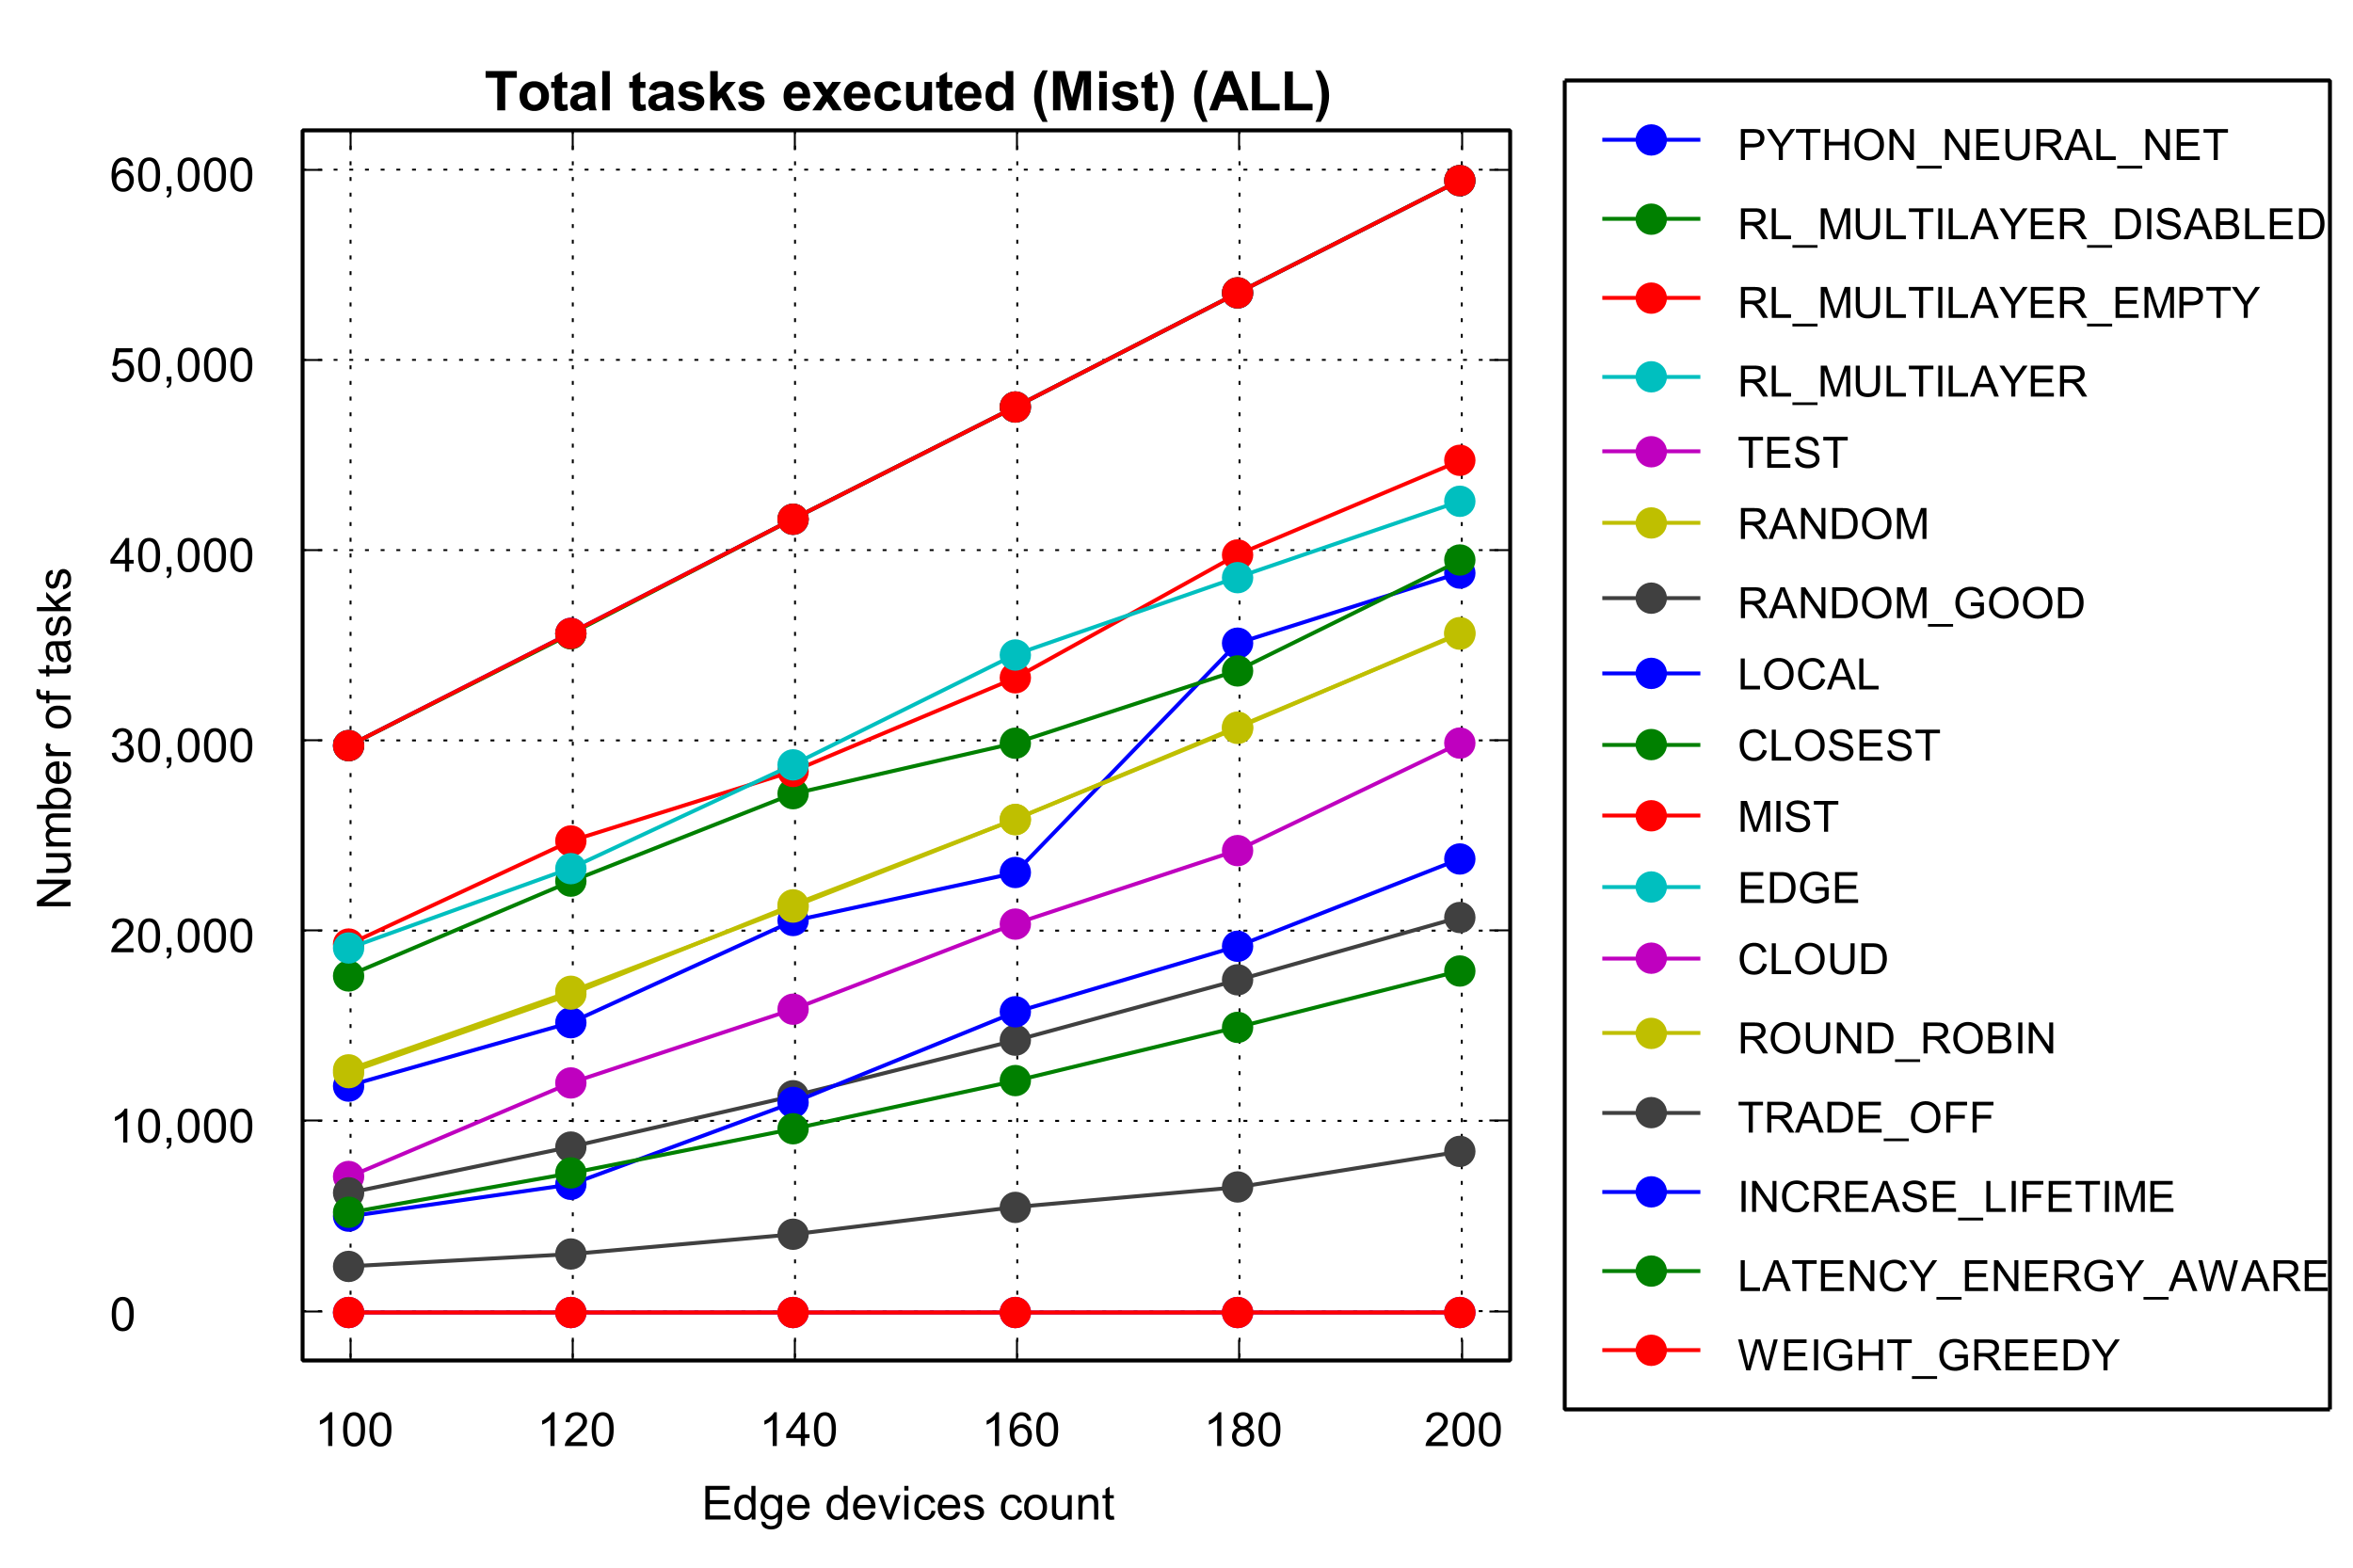 Total tasks executed (Mist) (ALL)
60,000
50,000
40,000
30,000
20,000
10,000
0
Number of tasks
100 120 140 160 180 200
Edge devices count
PYTHON_NEURAL_NET
RL_MULTILAYER_DISABLED
RL_MULTILAYER_EMPTY
RL_MULTILAYER
TEST
RANDOM
RANDOM_GOOD
LOCAL
CLOSEST
MIST
EDGE
CLOUD
ROUND_ROBIN
TRADE_OFF
INCREASE_LIFETIME
LATENCY_ENERGY_AWARE
WEIGHT_GREEDY